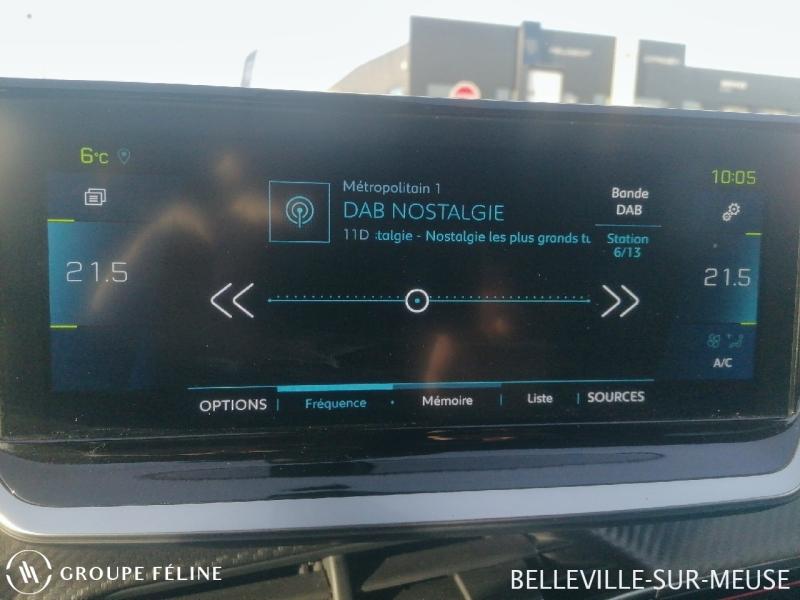 6°C
10:05
Métropolitain 1
Bande
DAB
DAB NOSTALGIE
11D :talgie - Nostalgie les plus grands tu
Station
6/13
21.5
21.5
A/C
OPTIONS
Fréquence
Mémoire
Liste
SOURCES
GROUPE FÉLINE
BELLEVILLE-SUR-MEUSE